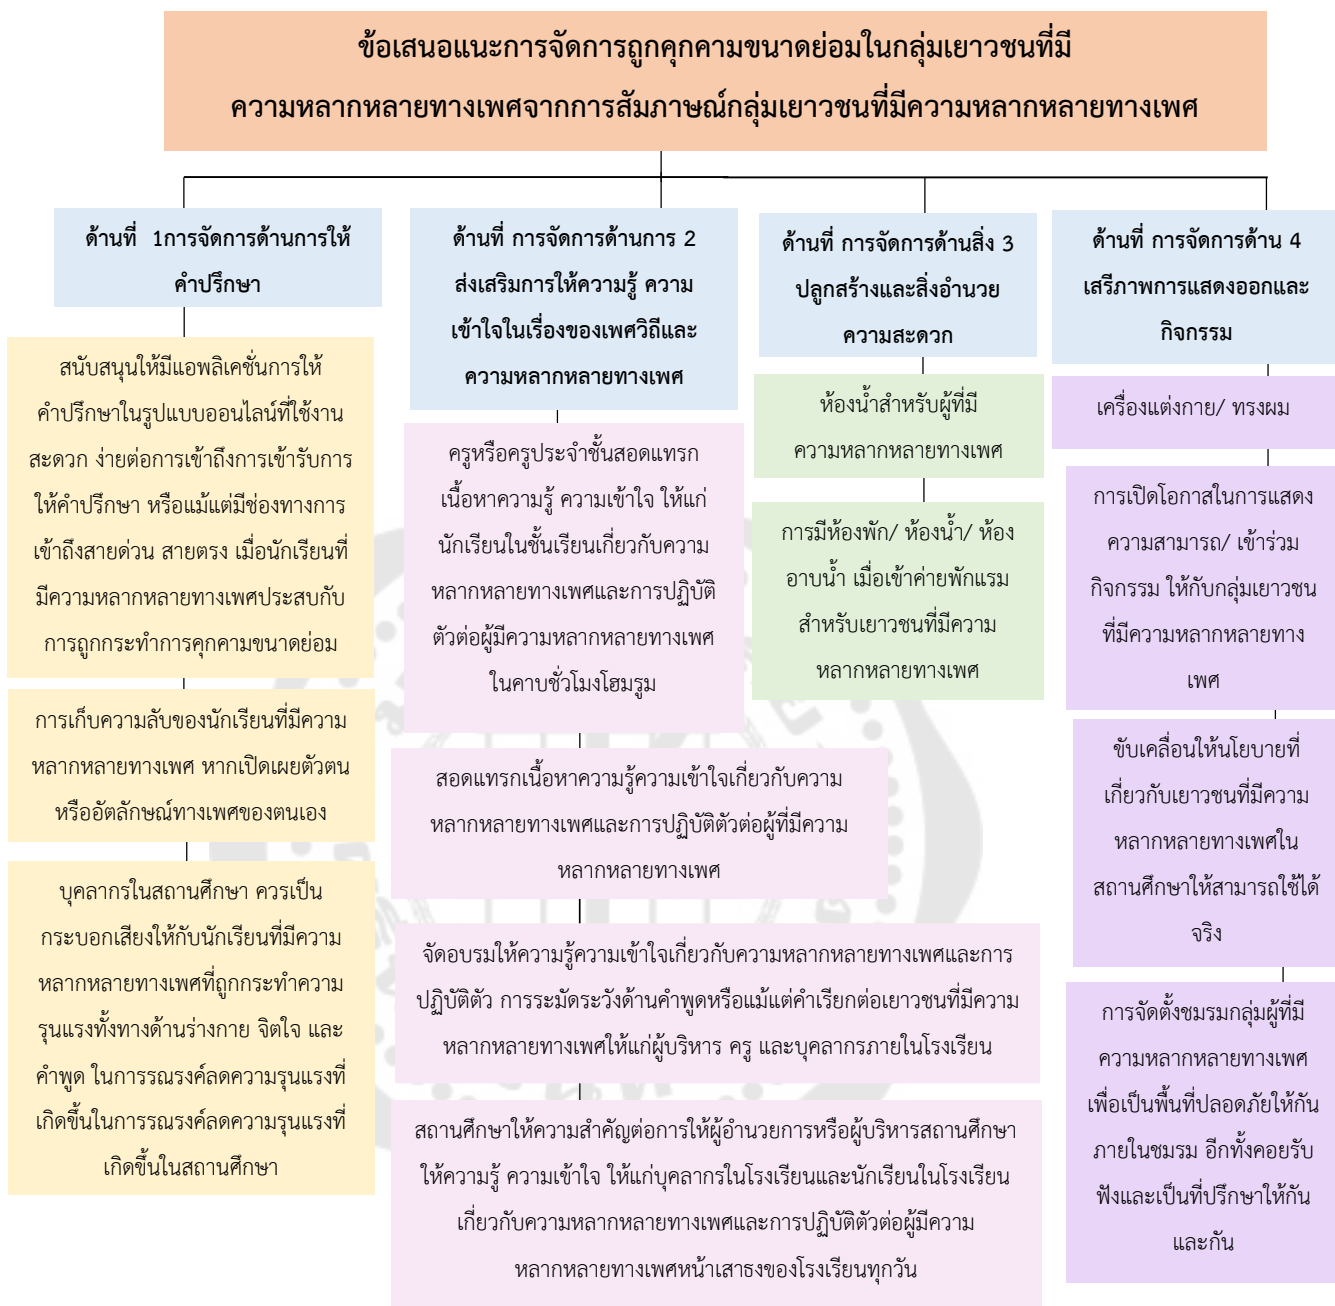 ข้อเสนอแนะการจัดการถูกคุกคามขนาดย่อมในกลุ่มเยาวชนที่มี
ความหลากหลายทางเพศจากการสัมภาษณ์กลุ่มเยาวชนที่มีความหลากหลายทางเพศ
ด้านที่ 1การจัดการด้านการให้
คำปรึกษา
สนับสนุนให้มีแอพลิเคชั่นการให้
คำปรึกษาในรูปแบบออนไลน์ที่ใช้งาน
สะดวก ง่ายต่อการเข้าถึงการเข้ารับการ
ให้คำปรึกษา หรือแม้แต่มีช่องทางการ
เข้าถึงสายด่วน สายตรง เมื่อนักเรียนที่
มีความหลากหลายทางเพศประสบกับ
การถูกกระทำการคุกคามขนาดย่อม
การเก็บความลับของนักเรียนที่มีความ
หลากหลายทางเพศ หากเปิดเผยตัวตน
หรืออัตลักษณ์ทางเพศของตนเอง
บุคลากรในสถานศึกษา ควรเป็น
กระบอกเสียงให้กับนักเรียนที่มีความ
หลากหลายทางเพศที่ถูกกระทำความ
รุนแรงทั้งทางด้านร่างกาย จิตใจ และ
คำพูด ในการรณรงค์ลดความรุนแรงที่
เกิดขึ้นในการรณรงค์ลดความรุนแรงที่
เกิดขึ้นในสถานศึกษา
ด้านที่ การจัดการด้านการ 2
ส่งเสริมการให้ความรู้ ความ
เข้าใจในเรื่องของเพศวิถีและ
ความหลากหลายทางเพศ
ครูหรือครูประจำชั้นสอดแทรก
เนื้อหาความรู้ ความเข้าใจ ให้แก่
นักเรียนในชั้นเรียนเกี่ยวกับความ
หลากหลายทางเพศและการปฏิบัติ
ตัวต่อผู้มีความหลากหลายทางเพศ
ในคาบชั่วโมงโฮมรูม
สอดแทรกเนื้อหาความรู้ความเข้าใจเกี่ยวกับความ
หลากหลายทางเพศและการปฏิบัติตัวต่อผู้ที่มีความ
หลากหลายทางเพศ
จัดอบรมให้ความรู้ความเข้าใจเกี่ยวกับความหลากหลายทางเพศและการ
ปฏิบัติตัว การระมัดระวังด้านคำพูดหรือแม้แต่คำเรียกต่อเยาวชนที่มีความ
หลากหลายทางเพศให้แก่ผู้บริหาร ครู และบุคลากรภายในโรงเรียน
สถานศึกษาให้ความสำคัญต่อการให้ผู้อำนวยการหรือผู้บริหารสถานศึกษา
ให้ความรู้ ความเข้าใจ ให้แก่บุคลากรในโรงเรียนและนักเรียนในโรงเรียน
เกี่ยวกับความหลากหลายทางเพศและการปฏิบัติตัวต่อผู้มีความ
หลากหลายทางเพศหน้าเสาธงของโรงเรียนทุกวัน
ด้านที่ การจัดการด้านสิ่ง 3
ปลูกสร้างและสิ่งอำนวย
ความสะดวก
ห้องน้ำสำหรับผู้ที่มี
ความหลากหลายทางเพศ
การมีห้องพัก/ ห้องน้ำ/ ห้อง
อาบน้ำ เมื่อเข้าค่ายพักแรม
สำหรับเยาวชนที่มีความ
หลากหลายทางเพศ
ด้านที่ การจัดการด้าน 4
เสรีภาพการแสดงออกและ
กิจกรรม
เครื่องแต่งกาย/ ทรงผม
การเปิดโอกาสในการแสดง
ความสามารถ/ เข้าร่วม
กิจกรรม ให้กับกลุ่มเยาวชน
ที่มีความหลากหลายทาง
เพศ
ขับเคลื่อนให้นโยบายที่
เกี่ยวกับเยาวชนที่มีความ
หลากหลายทางเพศใน
สถานศึกษาให้สามารถใช้ได้
จริง
การจัดตั้งชมรมกลุ่มผู้ที่มี
ความหลากหลายทางเพศ
เพื่อเป็นพื้นที่ปลอดภัยให้กัน
ภายในชมรม อีกทั้งคอยรับ
ฟังและเป็นที่ปรึกษาให้กัน
และกัน